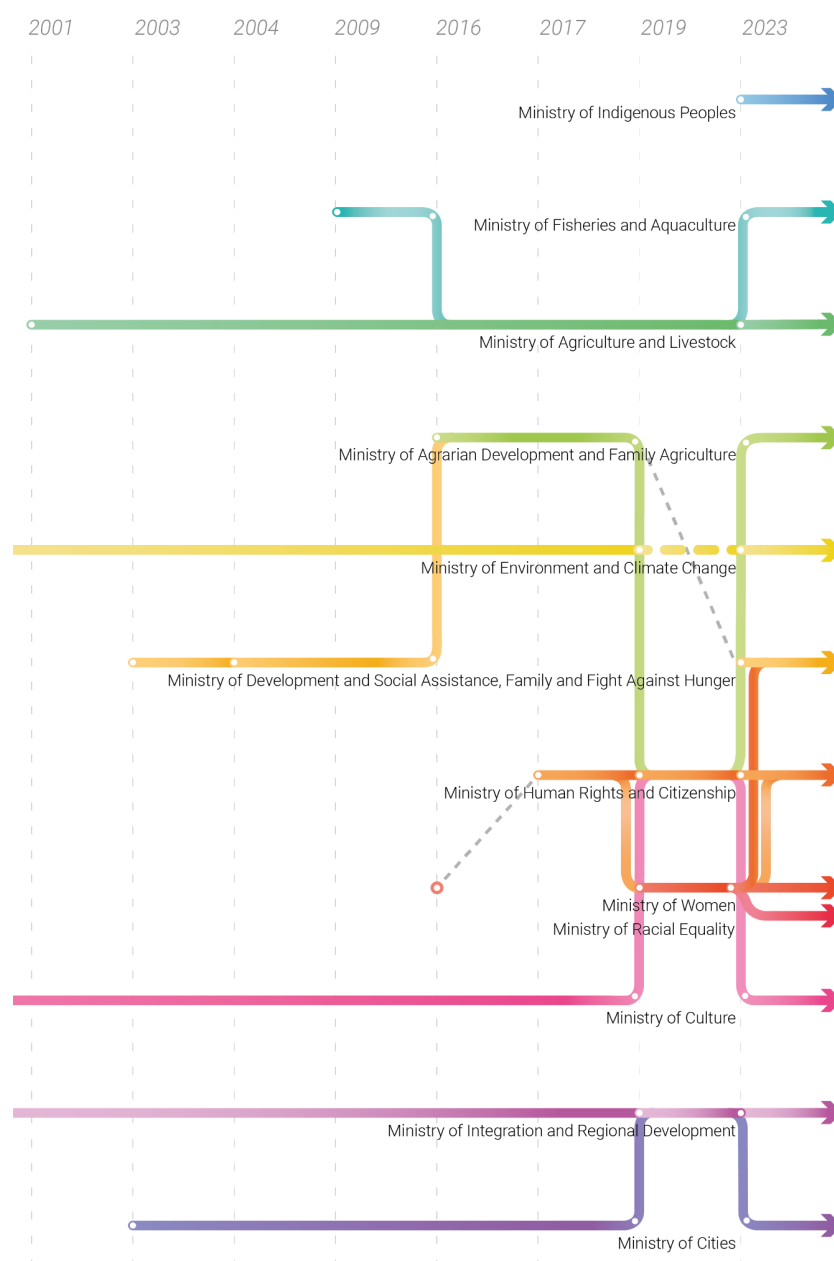 2001 2003 2004 2009 2016 2017 2019 2023
Ministry of Indigenous Peoples
Ministry of Fisheries and Aquaculture
Ministry of Agriculture and Livestock
Ministry of Agrarian Development and Family Agriculture
Ministry of Environment and Climate Change
Ministry of Development and Social Assistance, Family and Fight Against Hunger
Ministry of Human Rights and Citizenship
Ministry of Women
Ministry of Racial Equality
Ministry of Culture
Ministry of Integration and Regional Development
Ministry of Cities